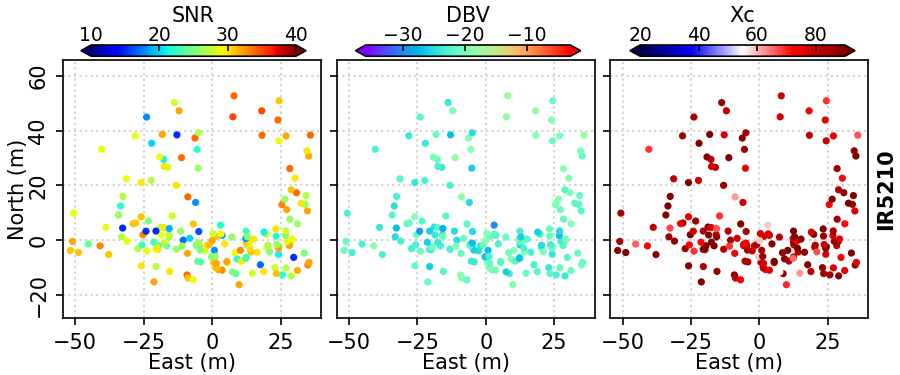 SNR DBV Xc
10 20 30 40 −30 −20 −10 20 40 60 80
60
40
20
0
−20
North (m)
IR5210
−50 −25 0 25 −50 −25 0 25 −50 −25 0 25
East (m) East (m) East (m)